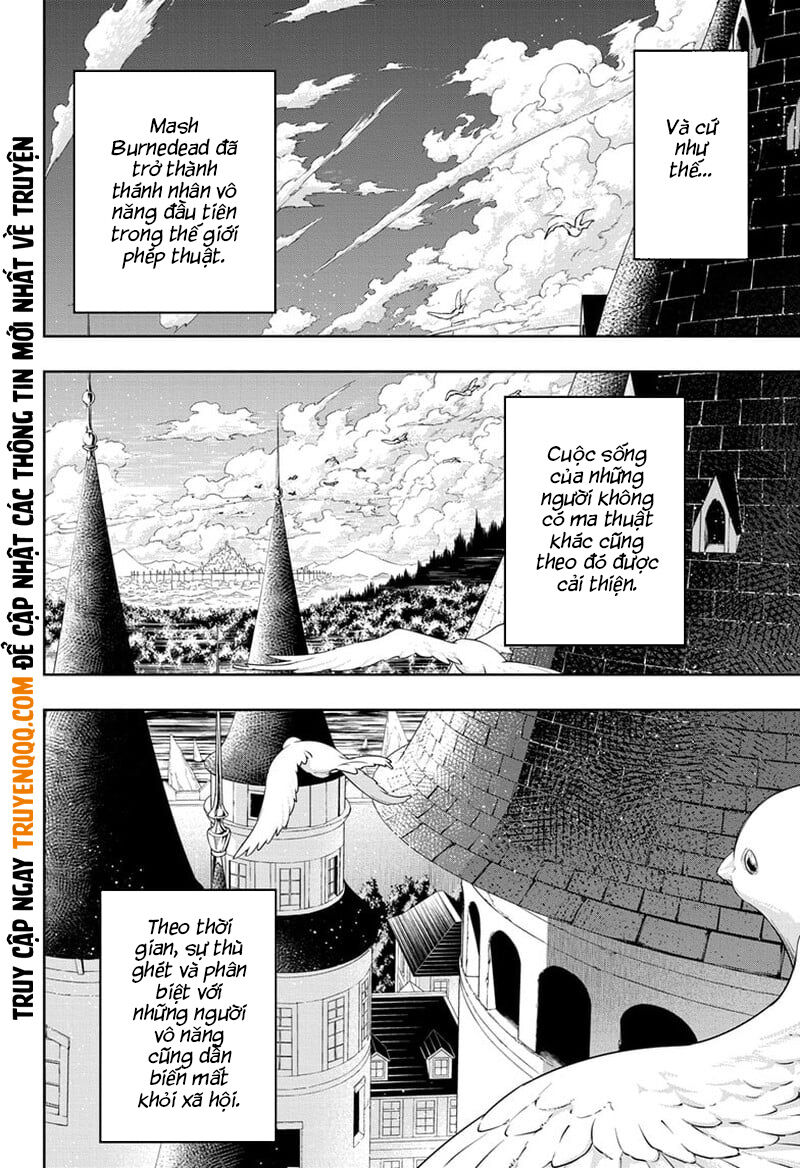 Và cứ
như
thế...
Mash
Burnedead đã
trở thành
thánh nhân vô
năng đầu tiên
trong thế giới
phép thuật.
Cuộc sống
của những
người không
có ma thuật
khác cũng
theo đó được
cải thiện.
Theo thời
gian, sự thù
ghét và phân
biệt với
những người
vô năng
cũng dần
biến mất
khỏi xã hội.
TRUY CẬP NGAY TRUYENQQ.COM ĐỂ CẬP NHẬT CÁC THÔNG TIN MỚI NHẤT VỀ TRUYỆN